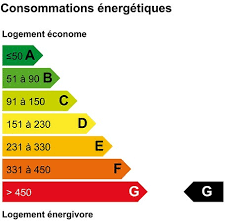 Consommations énergétiques
Logement économe
≤50 A
51 à 90 B
91 à 150 C
151 à 230 D
231 à 330 E
331 à 450 F
> 450 G G
Logement énergivore